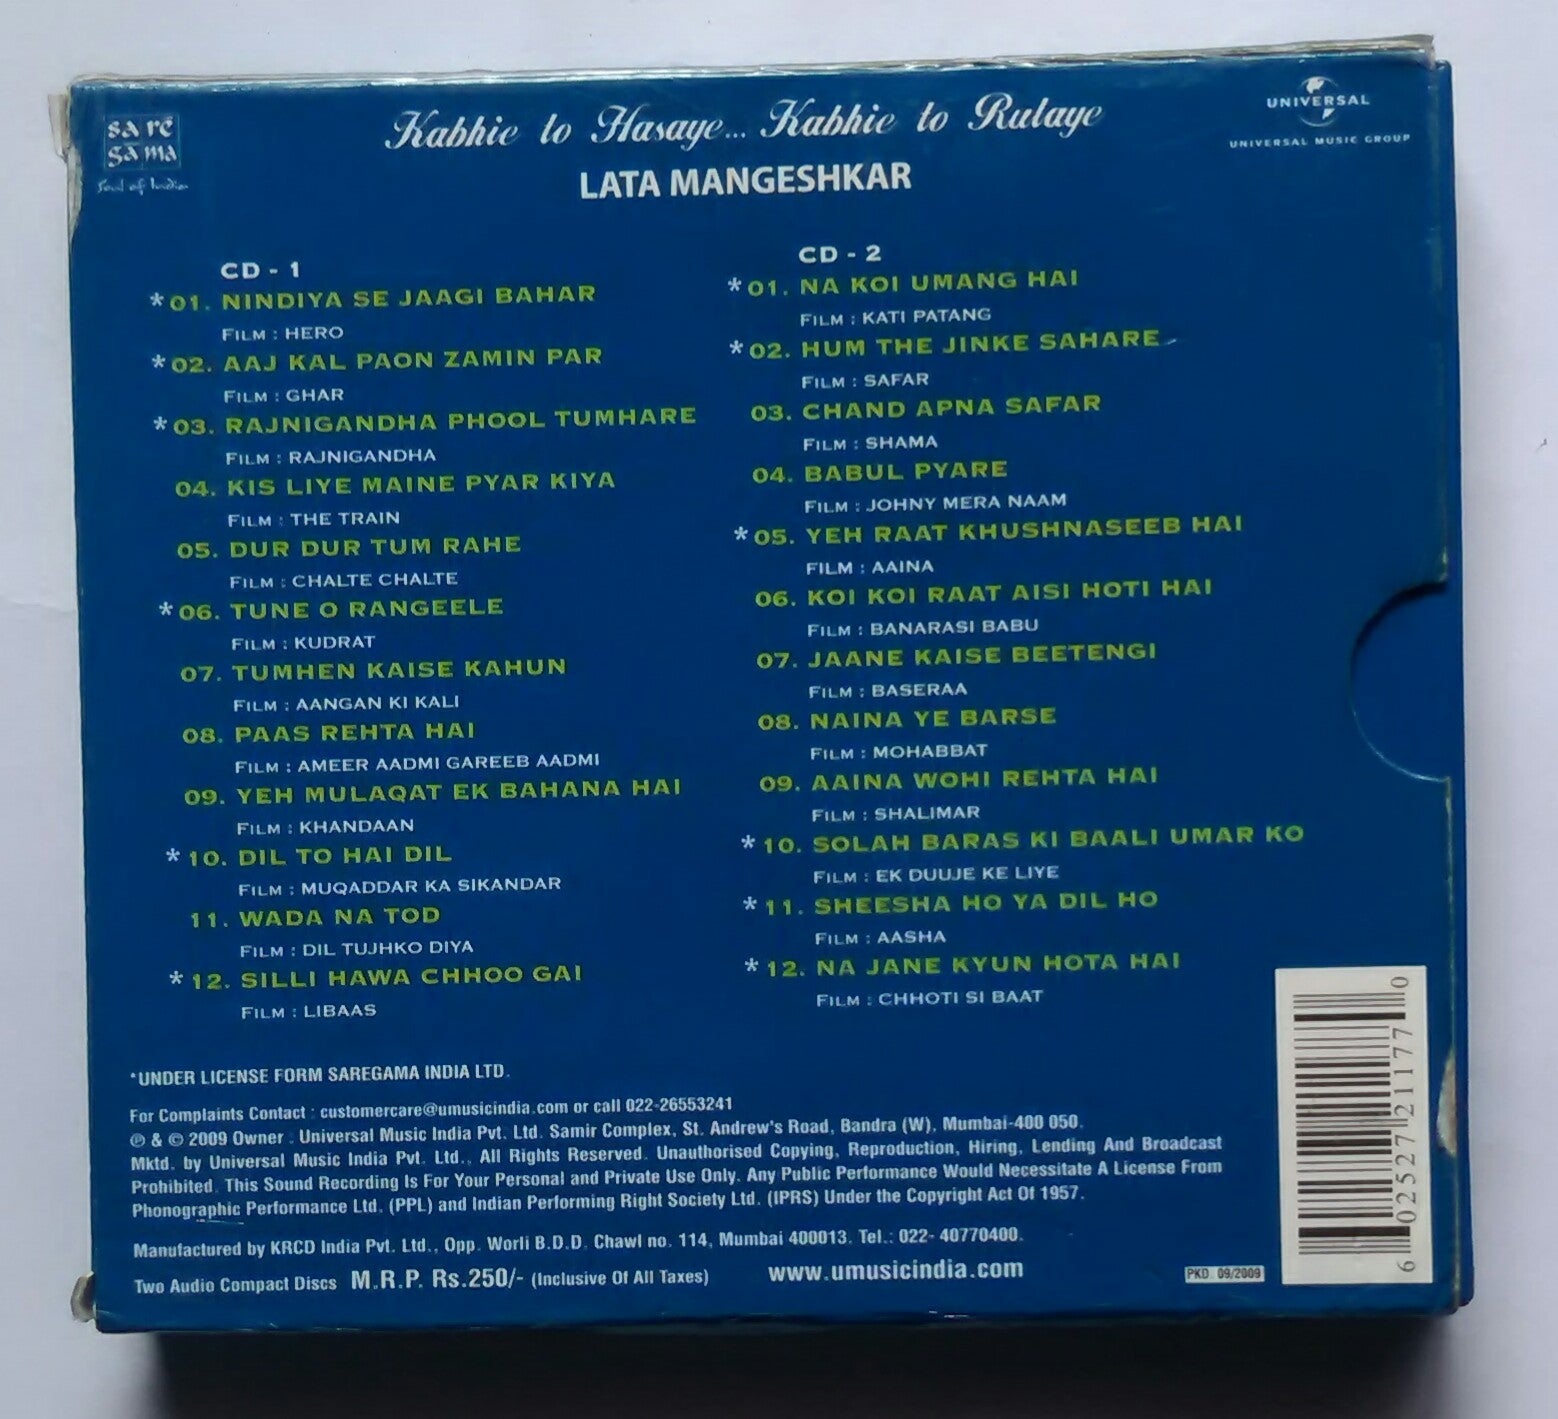 sa re
ga ma
Soul of India
Kabhie to Hasaye... Kabhie to Rulaye
LATA MANGESHKAR
UNIVERSAL
UNIVERSAL MUSIC GROUP
CD - 1
*01. NINDIYA SE JAAGI BAHAR
FILM : HERO
*02. AAJ KAL PAON ZAMIN PAR
FILM : GHAR
*03. RAJNIGANDHA PHOOL TUMHARE
FILM : RAJNIGANDHA
04. KIS LIYE MAINE PYAR KIYA
FILM : THE TRAIN
05. DUR DUR TUM RAHE
FILM : CHALTE CHALTE
*06. TUNE O RANGEELE
FILM : KUDRAT
07. TUMHEN KAISE KAHUN
FILM : AANGAN KI KALI
08. PAAS REHTA HAI
FILM : AMEER AADMI GAREEB AADMI
09. YEH MULAQAT EK BAHANA HAI
FILM : KHANDAAN
*10. DIL TO HAI DIL
FILM : MUQADDAR KA SIKANDAR
11. WADA NA TOD
FILM : DIL TUJHKO DIYA
*12. SILLI HAWA CHHOO GAI
FILM : LIBAAS
CD - 2
*01. NA KOI UMANG HAI
FILM : KATI PATANG
*02. HUM THE JINKE SAHARE
FILM : SAFAR
03. CHAND APNA SAFAR
FILM : SHAMA
04. BABUL PYARE
FILM : JOHNY MERA NAAM
*05. YEH RAAT KHUSHNASEEB HAI
FILM : AAINA
06. KOI KOI RAAT AISI HOTI HAI
FILM : BANARASI BABU
07. JAANE KAISE BEETENGI
FILM : BASERAA
08. NAINA YE BARSE
FILM : MOHABBAT
09. AAINA WOHI REHTA HAI
FILM : SHALIMAR
*10. SOLAH BARAS KI BAALI UMAR KO
FILM : EK DUUJE KE LIYE
*11. SHEESHA HO YA DIL HO
FILM : AASHA
*12. NA JANE KYUN HOTA HAI
FILM : CHHOTI SI BAAT
*UNDER LICENSE FORM SAREGAMA INDIA LTD.
For Complaints Contact : customercare@umusicindia.com or call 022-26553241
℗ & © 2009 Owner : Universal Music India Pvt. Ltd. Samir Complex, St. Andrew's Road, Bandra (W), Mumbai-400 050.
Mktd. by Universal Music India Pvt. Ltd., All Rights Reserved. Unauthorised Copying, Reproduction, Hiring, Lending And Broadcast
Prohibited. This Sound Recording Is For Your Personal and Private Use Only. Any Public Performance Would Necessitate A License From
Phonographic Performance Ltd. (PPL) and Indian Performing Right Society Ltd. (IPRS) Under the Copyright Act Of 1957.
Manufactured by KRCD India Pvt. Ltd., Opp. Worli B.D.D. Chawl no. 114, Mumbai 400013. Tel.: 022- 40770400.
Two Audio Compact Discs M.R.P. Rs.250/- (Inclusive Of All Taxes) www.umusicindia.com
PKD. 09/2009
6 02527 21177 0